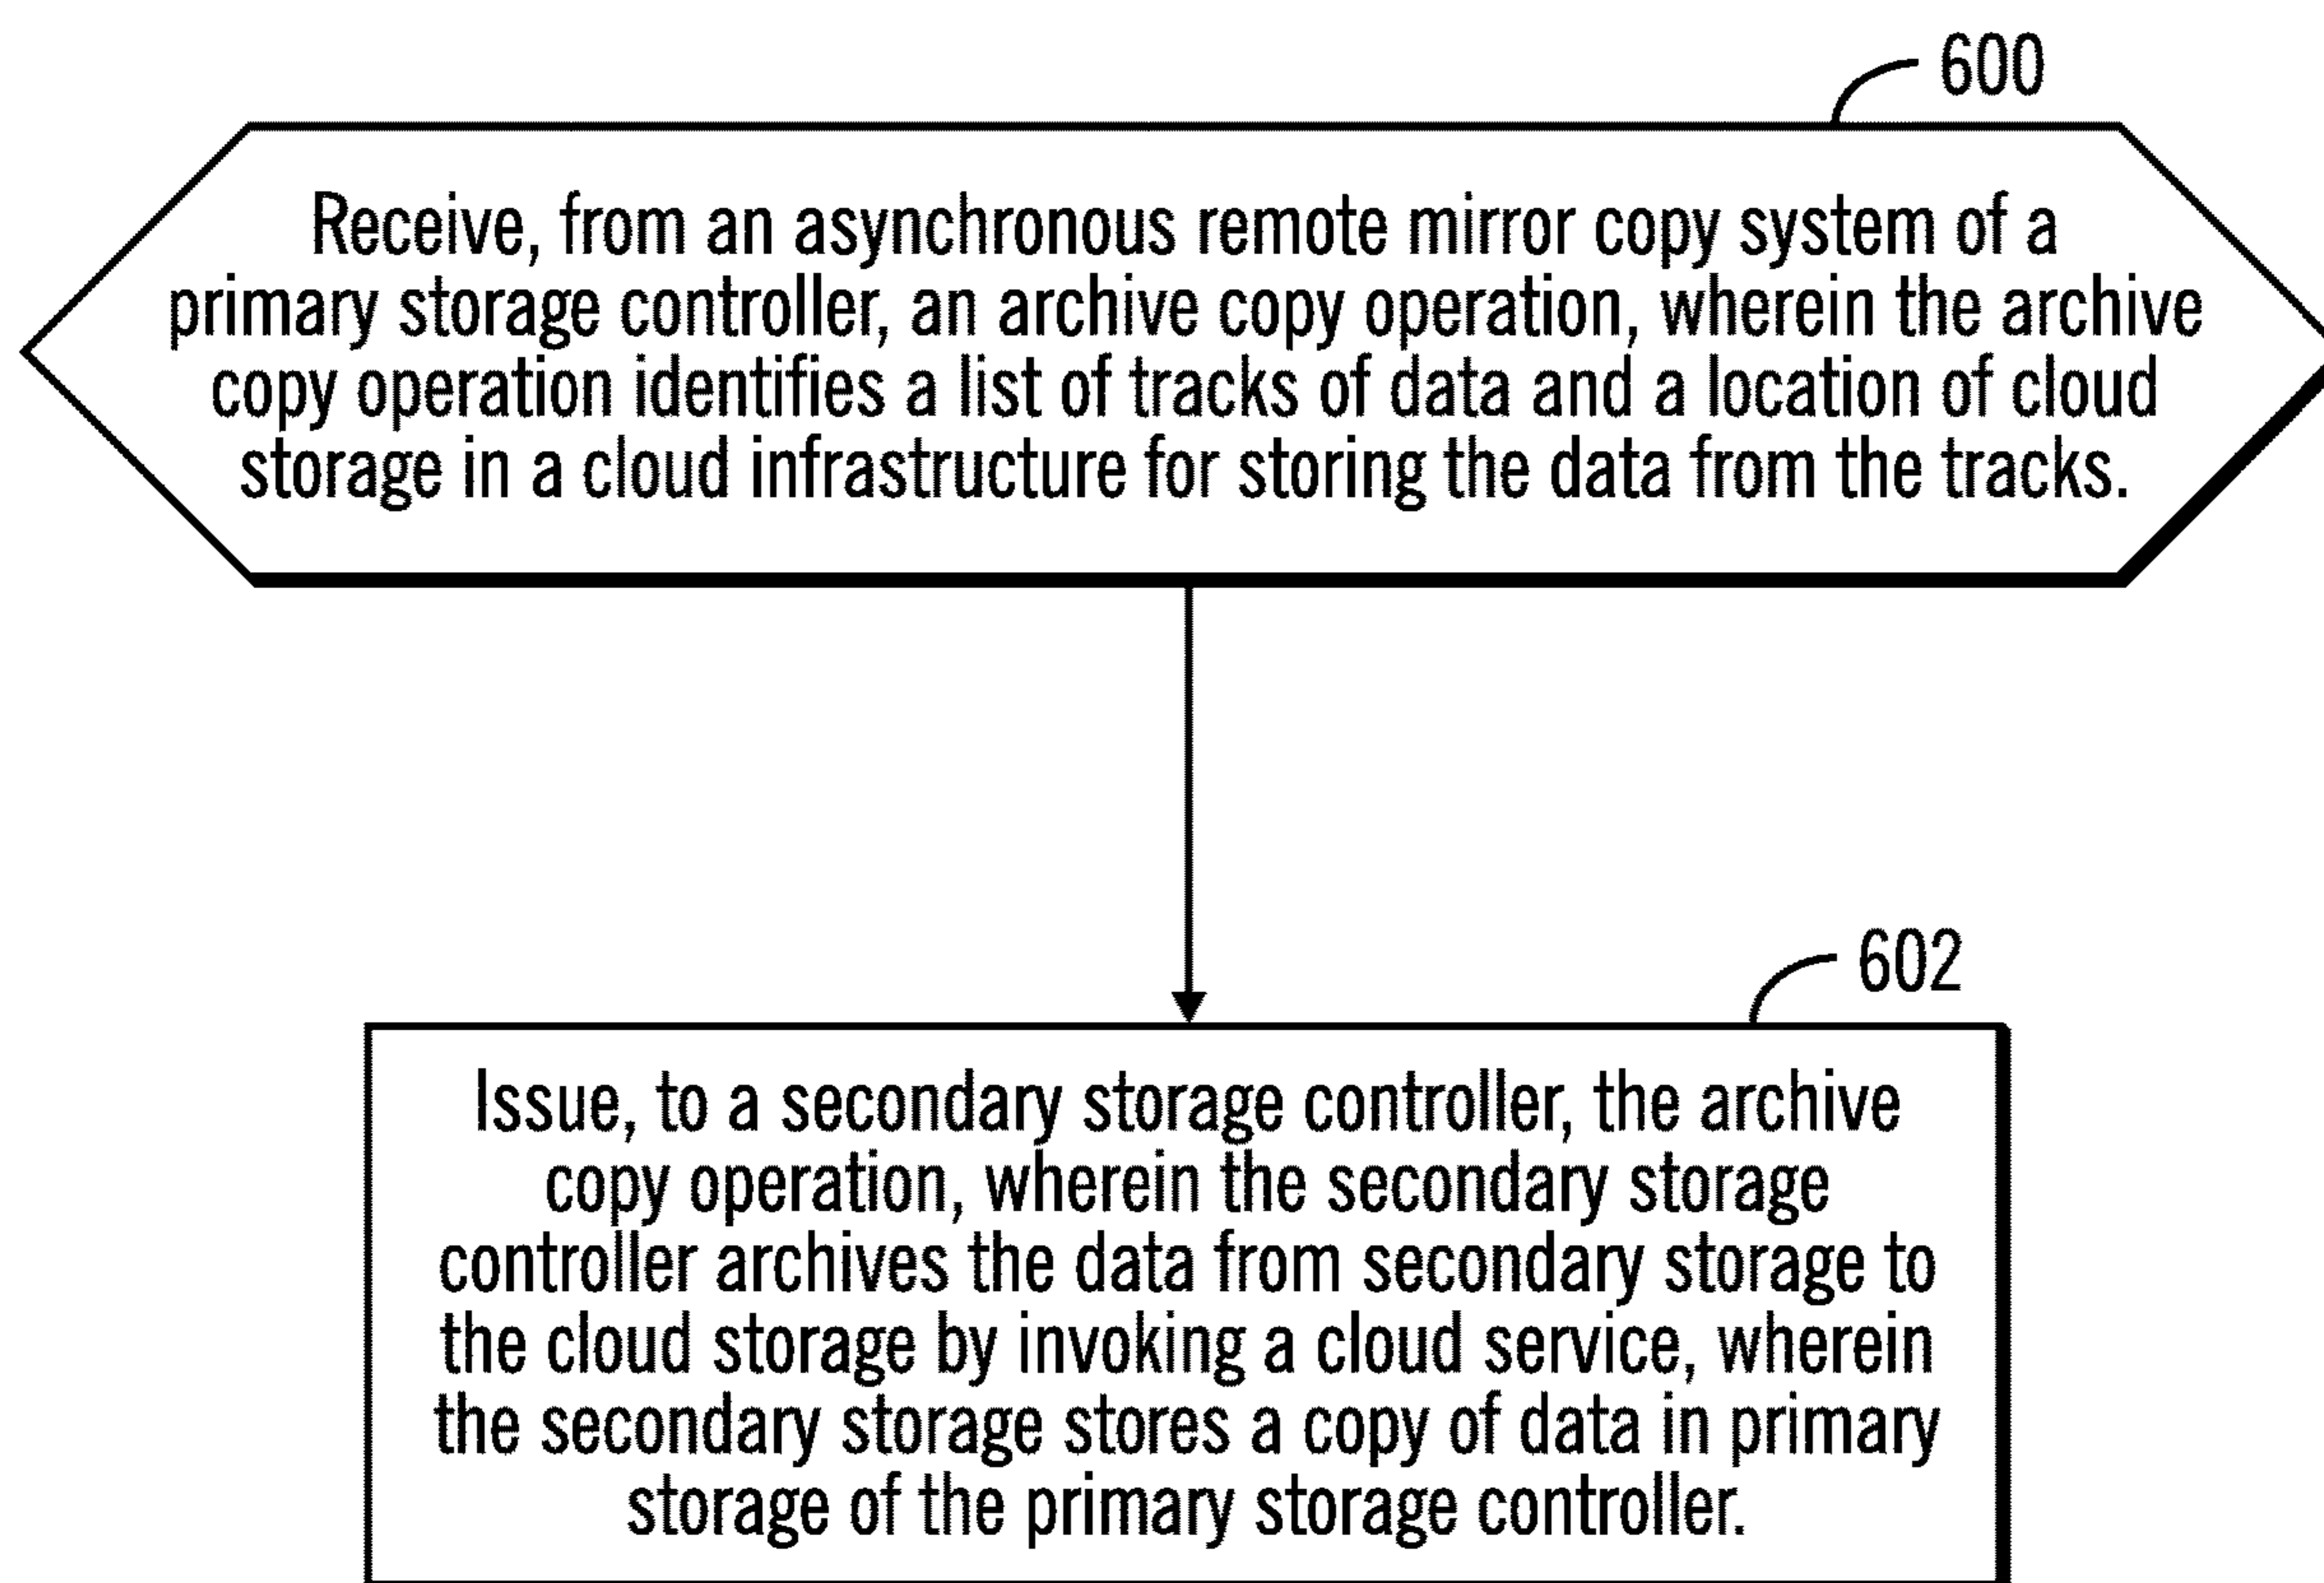 600
Receive, from an asynchronous remote mirror copy system of a
primary storage controller, an archive copy operation, wherein the archive
copy operation identifies a list of tracks of data and a location of cloud
storage in a cloud infrastructure for storing the data from the tracks.
602
Issue, to a secondary storage controller, the archive
copy operation, wherein the secondary storage
controller archives the data from secondary storage to
the cloud storage by invoking a cloud service, wherein
the secondary storage stores a copy of data in primary
storage of the primary storage controller.